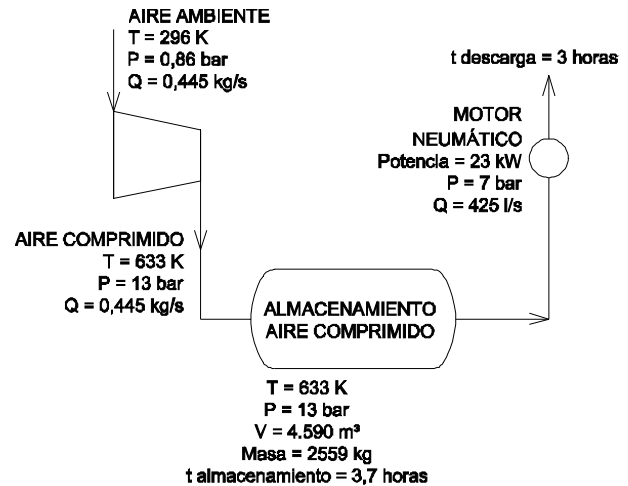 AIRE AMBIENTE
T = 296 K
P = 0,86 bar
Q = 0,445 kg/s
t descarga = 3 horas
MOTOR
NEUMÁTICO
Potencia = 23 kW
P = 7 bar
Q = 425 l/s
AIRE COMPRIMIDO
T = 633 K
P = 13 bar
Q = 0,445 kg/s
ALMACENAMIENTO
AIRE COMPRIMIDO
T = 633 K
P = 13 bar
V = 4.590 m³
Masa = 2559 kg
t almacenamiento = 3,7 horas